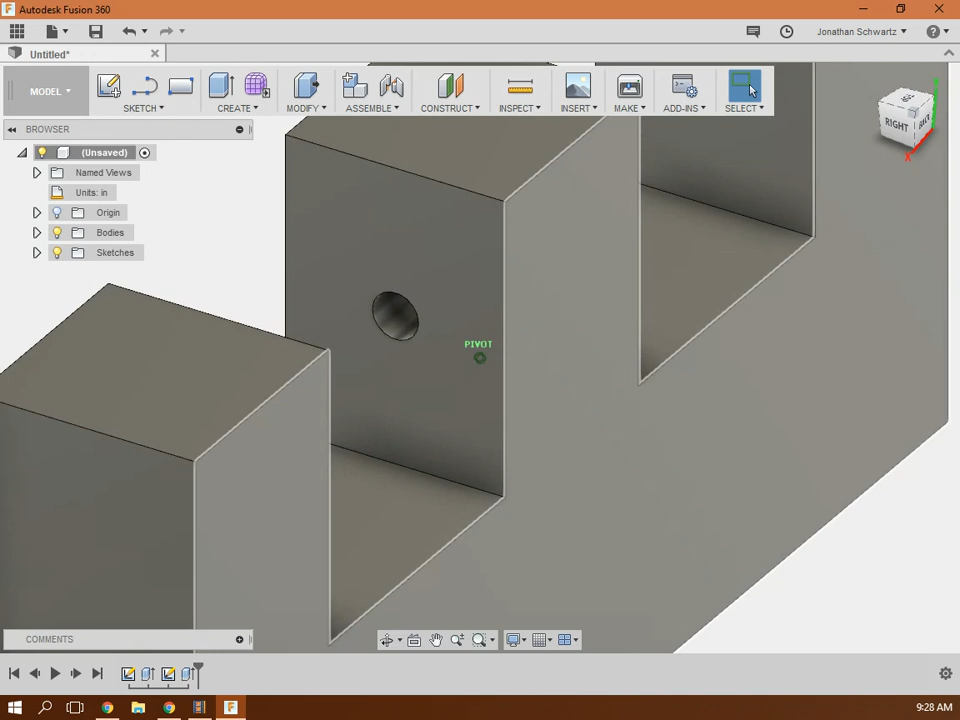 Autodesk Fusion 360
Jonathan Schwartz
Untitled*
MODEL
SKETCH
CREATE
MODIFY
ASSEMBLE
CONSTRUCT
INSPECT
INSERT
MAKE
ADD-INS
SELECT
BROWSER
(Unsaved)
Named Views
Units: in
Origin
Bodies
Sketches
RIGHT
X
PIVOT
COMMENTS
9:28 AM